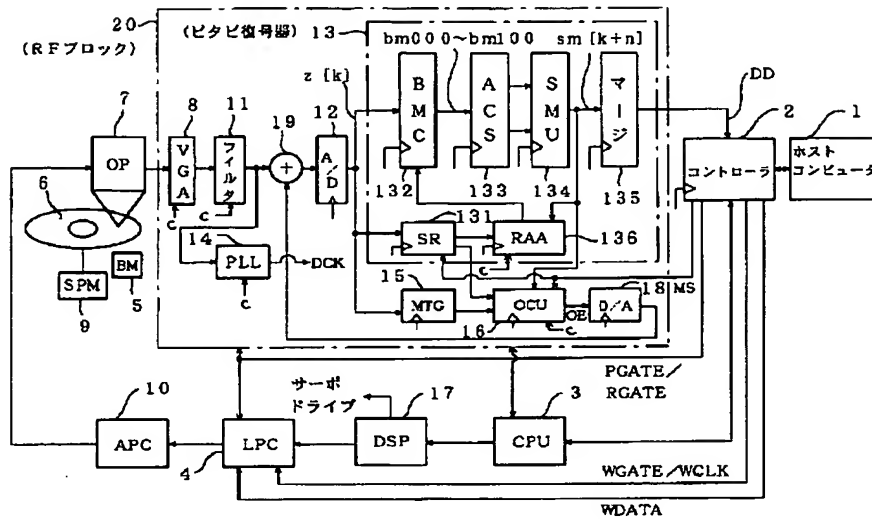 20
(RFブロック)
(ビタビ復号器)
13
bm000〜bm100
sm[k+n]
z[k]
7
8
11
19
12
DD
2
1
OP
VGA
フィルタ
+
A/D
BMC
ACS
SMU
マージ
コントローラ
ホスト
コンピュータ
6
c
c
132
133
134
135
131
14
SR
RAA
136
PLL
DCK
c
c
BM
SPM
5
9
15
18
MS
MTG
OCU
OE
D/A
16
c
PGATE/
RGATE
サーボ
ドライブ
17
3
10
APC
LPC
DSP
CPU
4
WGATE/WCLK
WDATA